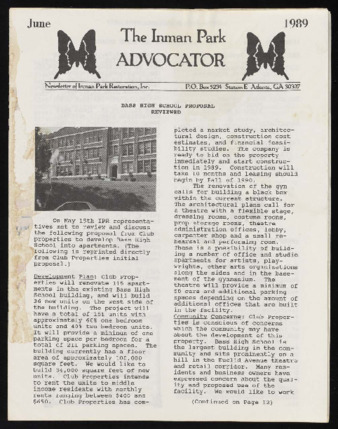 June
1989
The Inman Park
ADVOCATOR
Newsletter of Inman Park Restoration, Inc.
P.O. Box 5234 Station E Atlanta, GA 30307
BASS HIGH SCHOOL PROPOSAL
REVIEWED
On May 15th IPR representa-
tives met to review and discuss
the following proposal from Club
Properties to develop Bass High
School into apartments. (The
following is reprinted directly
from Club Properties initial
proposal.)
Development Plan: Club Prop-
erties will renovate the
School building, and will build
new units on the west side of
the building. The project will
have a total of 151 units with
approximately 60% one bedroom
units and 40% two bedroom units.
It will provide a minimum of one
parking space per bedroom for a
total of 211 parking spaces. The
building currently has a floor
area of approximately 100,000
square feet. We would like to
build 34,000 square feet of new
units. Club Properties intends
to rent the units to middle
income residents with monthly
rents ranging between $400 and
$650. Club Properties has com-
pleted a market study, architec-
tural design, construction cost
estimates, and financial feasi-
bility studies. The company is
ready to bid on the property
immediately and start construc-
tion in 1989. Construction will
take 10 months and leasing should
begin by Fall of 1990.
The renovation of the gym
calls for building a black box
within the current structure.
The architectural plans call for
a theatre with a flexible stage,
dressing rooms, costume rooms,
prop storage rooms, theatre
administration offices, lobby,
carpenter shop and a small re-
hearsal and performing room.
There is a possibility of build-
ing a number of office and studio
apartments for artists, play-
wrights, other arts organizations
along the sides and in the base-
ment of the gymnasium. The
theatre will provide a minimum of
50 cars and additional parking
spaces depending on the amount of
additional offices that are built
in the facility.
Community Concerns: Club Proper-
ties is conscious of concerns
which the community may have
about the development of this
property. Bass High School is
the largest building in the com-
munity and sits prominently on a
hill in the Euclid Avenue theatre
and retail corridor. Many res-
idents and business owners have
expressed concern about the qual-
ity and proposed use of the
facility. We would like to work
(Continued on Page 12)